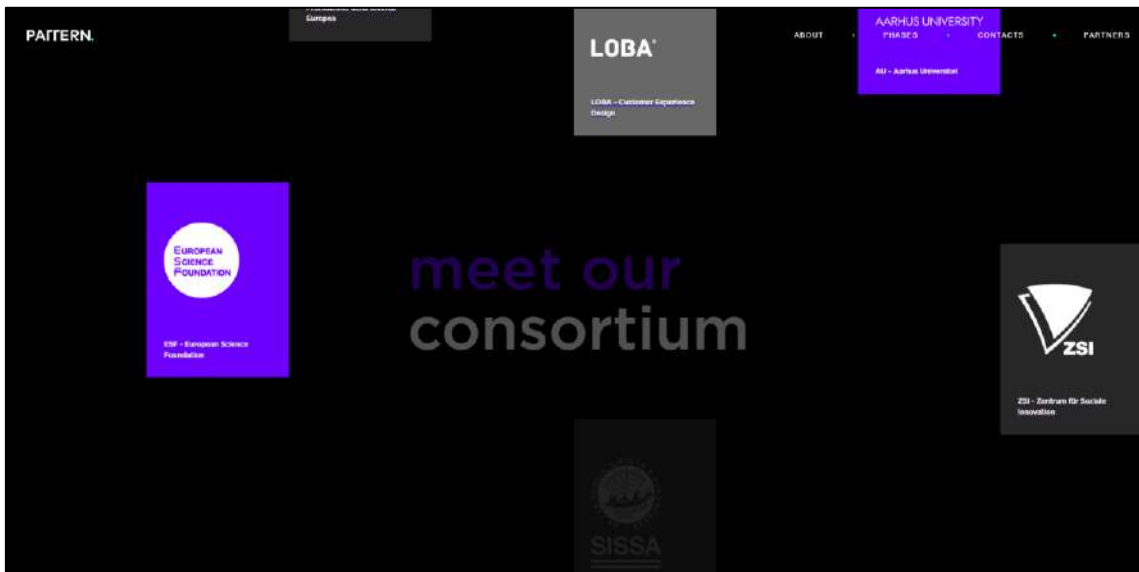 Europea
PATTERN.
LOBA®
AARHUS UNIVERSITY
ABOUT
PHASES
CONTACTS
PARTNERS
AU - Aarhus Universitet
LOBA - Customer Experience
Design
EUROPEAN
SCIENCE
FOUNDATION
meet our
consortium
ESF - European Science
Foundation
ZSI
ZSI - Zentrum für Soziale
Innovation
SISSA